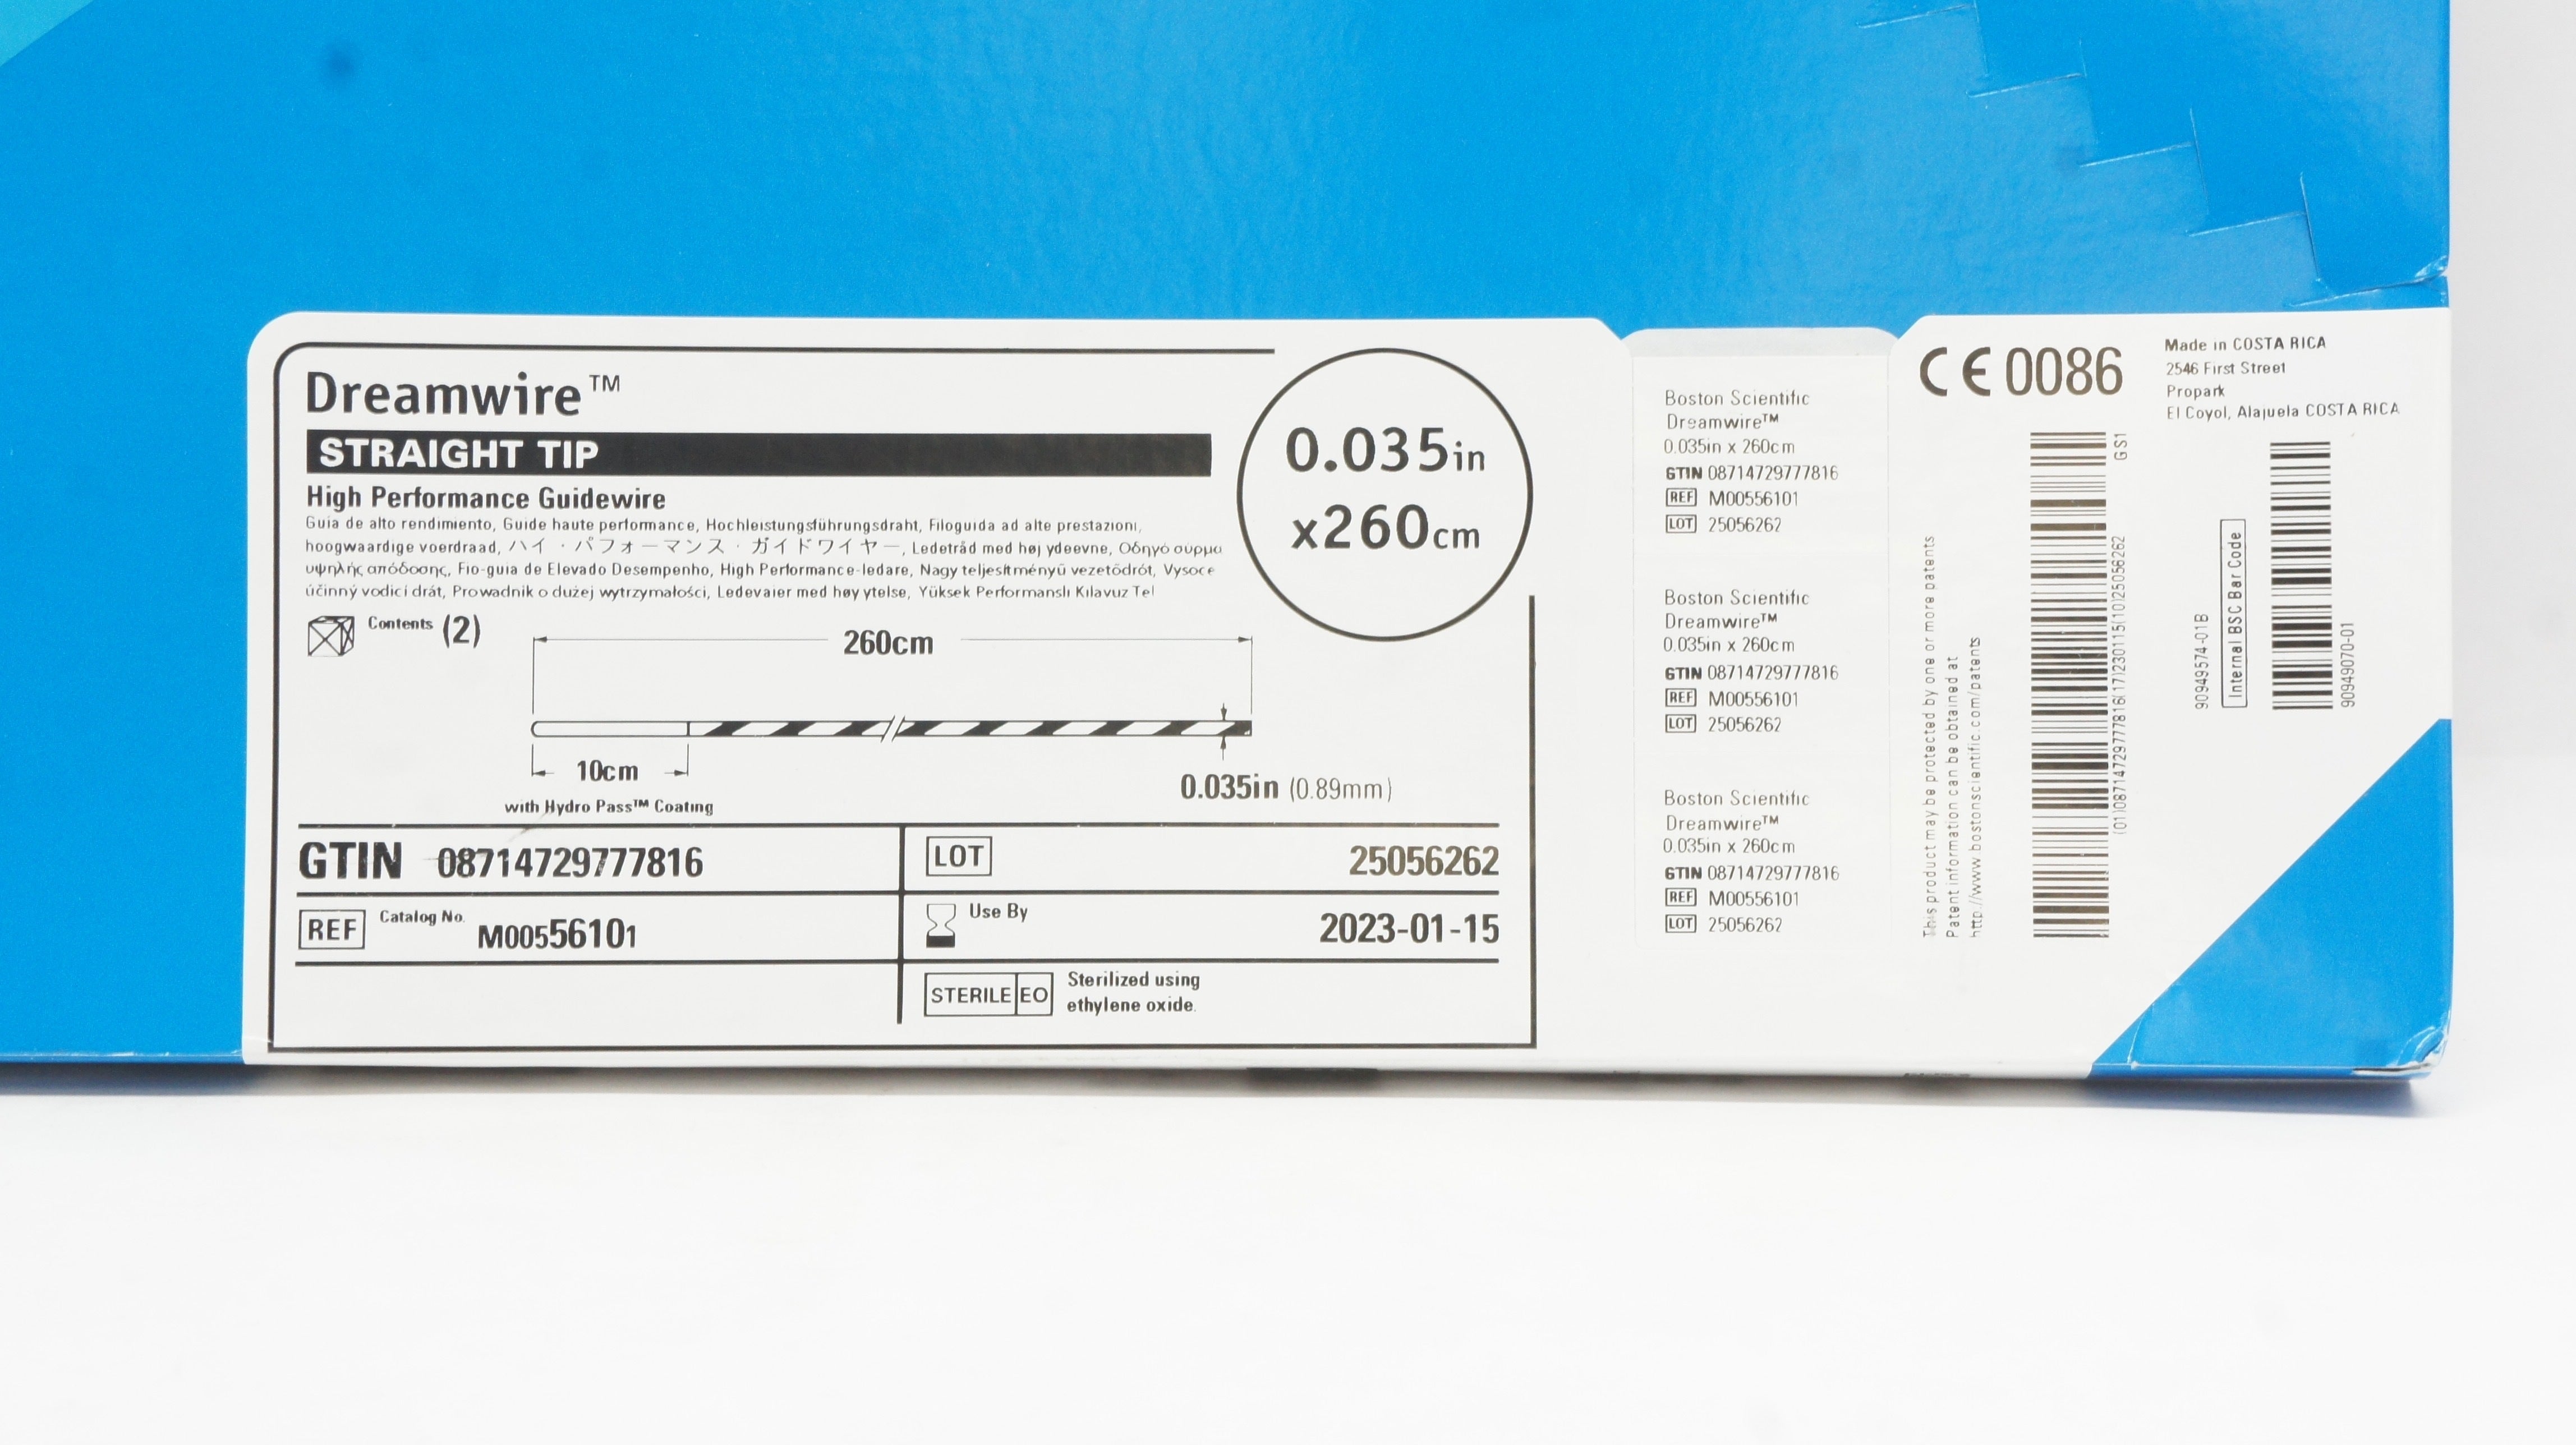 Dreamwire™
STRAIGHT TIP
High Performance Guidewire
Guia de alto rendimiento, Guide haute performance, Hochleistungsführungsdraht, Filoguida ad alte prestazioni,
hoogwaardige voerdraad, ハイ・パフォーマンス・ガイドワイヤー, Ledetråd med høj ydeevne, Οδηγό σύρμα
υψηλής απόδοσης, Fio-guia de Elevado Desempenho, High Performance-ledare, Nagy teljesítményű vezetődrót, Vysoce
účinný vodicí drát, Prowadnik o dużej wytrzymałości, Ledevaier med høy ytelse, Yüksek Performanslı Kılavuz Tel
0.035in
x260cm
Contents (2)
260cm
10cm
with Hydro Pass™ Coating
0.035in (0.89mm)
GTIN 08714729777816
LOT 25056262
REF Catalog No. M00556101
Use By 2023-01-15
STERILE EO Sterilized using
ethylene oxide.
Boston Scientific
Dreamwire™
0.035in x 260cm
GTIN 08714729777816
REF M00556101
LOT 25056262
Boston Scientific
Dreamwire™
0.035in x 260cm
GTIN 08714729777816
REF M00556101
LOT 25056262
Boston Scientific
Dreamwire™
0.035in x 260cm
GTIN 08714729777816
REF M00556101
LOT 25056262
CE 0086
Made in COSTA RICA
2546 First Street
Propark
El Coyol, Alajuela COSTA RICA
This product may be protected by one or more patents
Patent information can be obtained at
http://www.bostonscientific.com/patents
GS1
(01)08714729777816(17)230115(10)25056262
90949574-01B
Internal BSC Bar Code
90949070-01